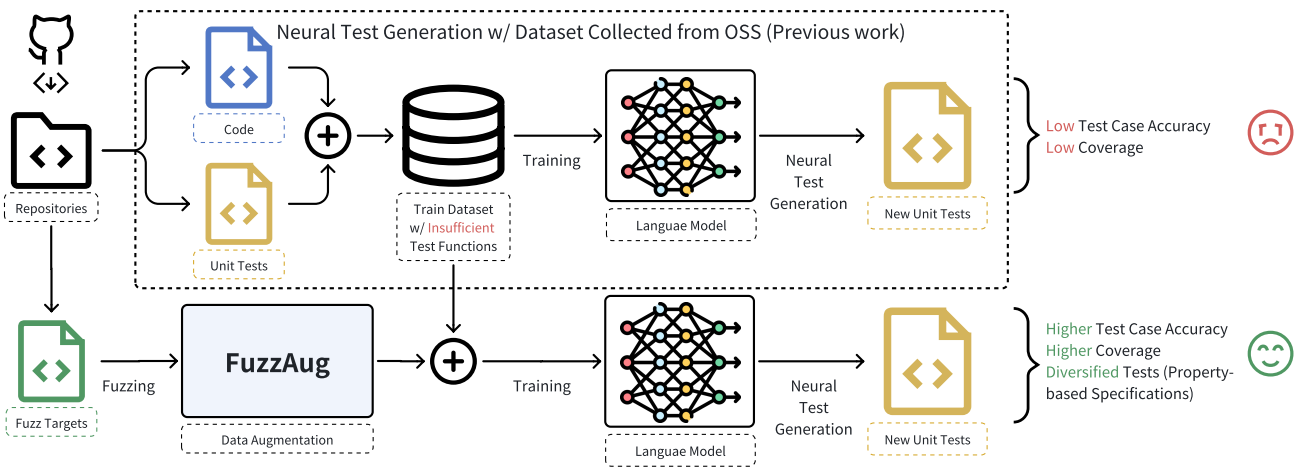 Neural Test Generation w/ Dataset Collected from OSS (Previous work)
Code
Unit Tests
Repositories
Train Dataset
w/ Insufficient
Test Functions
Training
Languae Model
Neural
Test
Generation
New Unit Tests
Low Test Case Accuracy
Low Coverage
Fuzz Targets
Fuzzing
FuzzAug
Data Augmentation
Training
Languae Model
Neural
Test
Generation
New Unit Tests
Higher Test Case Accuracy
Higher Coverage
Diversified Tests (Property-
based Specifications)